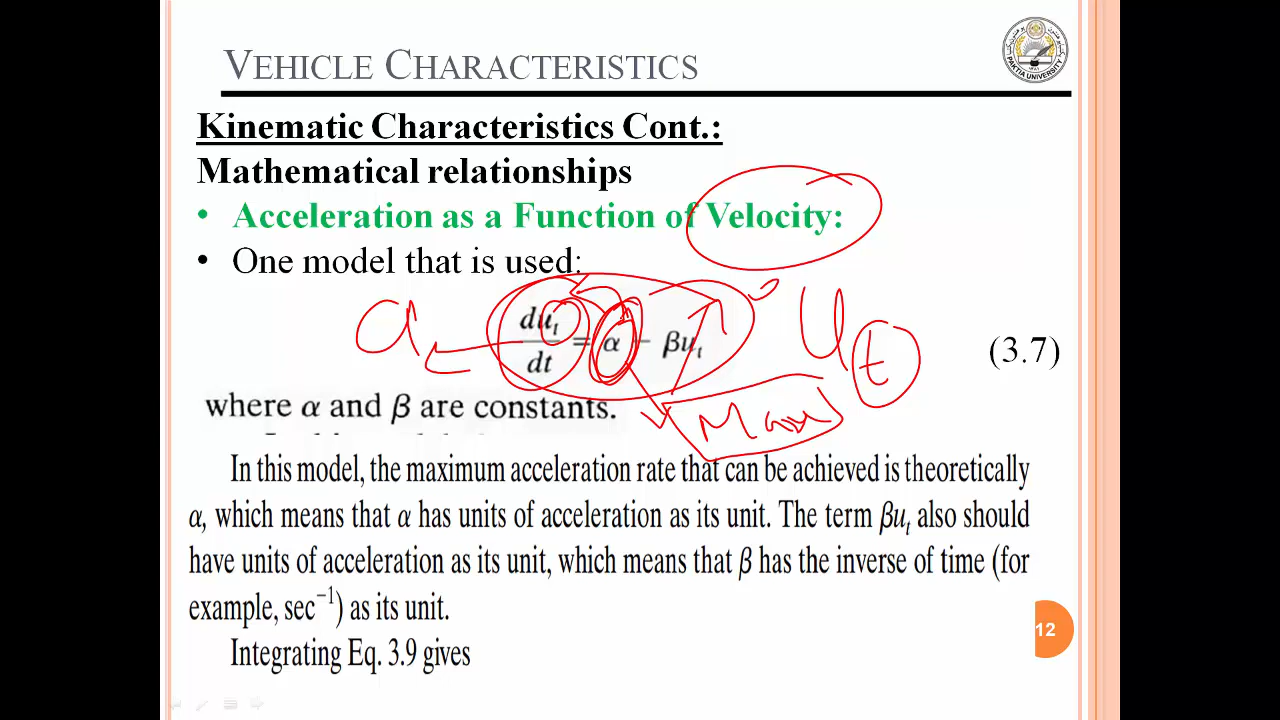 VEHICLE CHARACTERISTICS
PAKTIA UNIVERSITY
Kinematic Characteristics Cont.:
Mathematical relationships
• Acceleration as a Function of Velocity:
• One model that is used:
a
du_t/dt = α − βu_t
u_t
(3.7)
Max
where α and β are constants.
In this model, the maximum acceleration rate that can be achieved is theoretically
α, which means that α has units of acceleration as its unit. The term βu_t also should
have units of acceleration as its unit, which means that β has the inverse of time (for
example, sec⁻¹) as its unit.
12
Integrating Eq. 3.9 gives